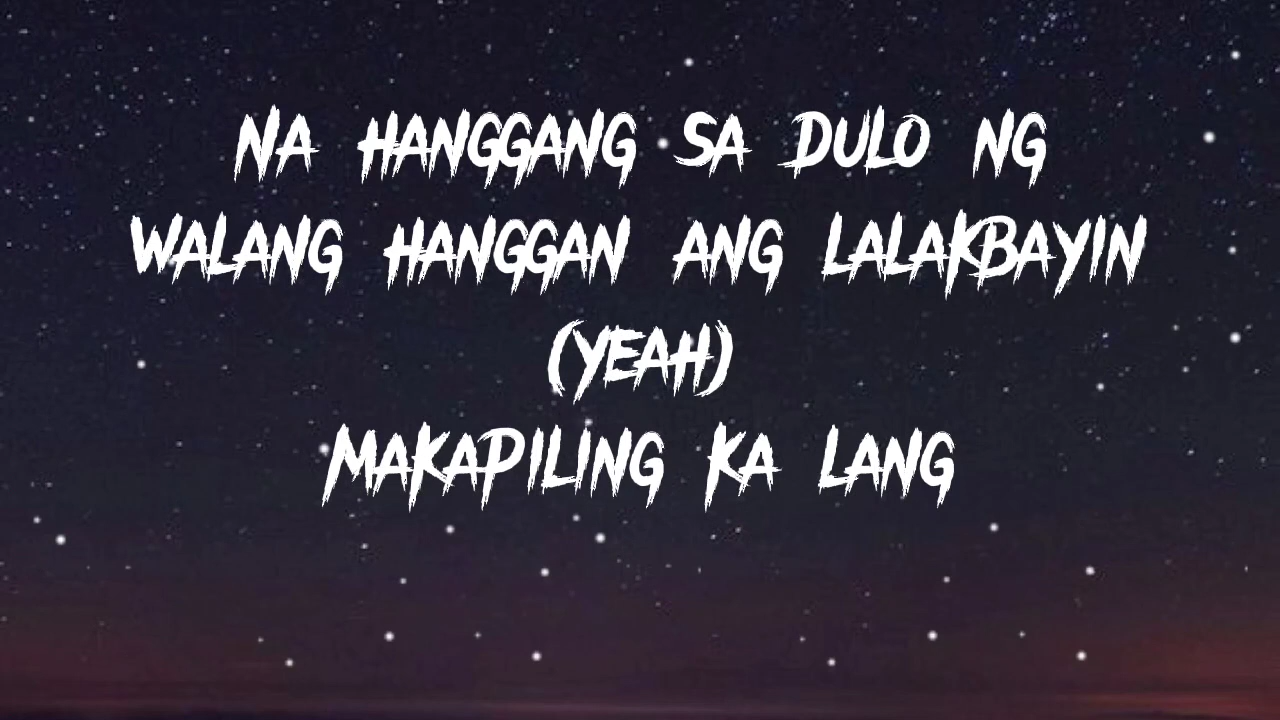 NA HANGGANG SA DULO NG
WALANG HANGGAN ANG LALAKBAYIN
(YEAH)
MAKAPILING KA LANG